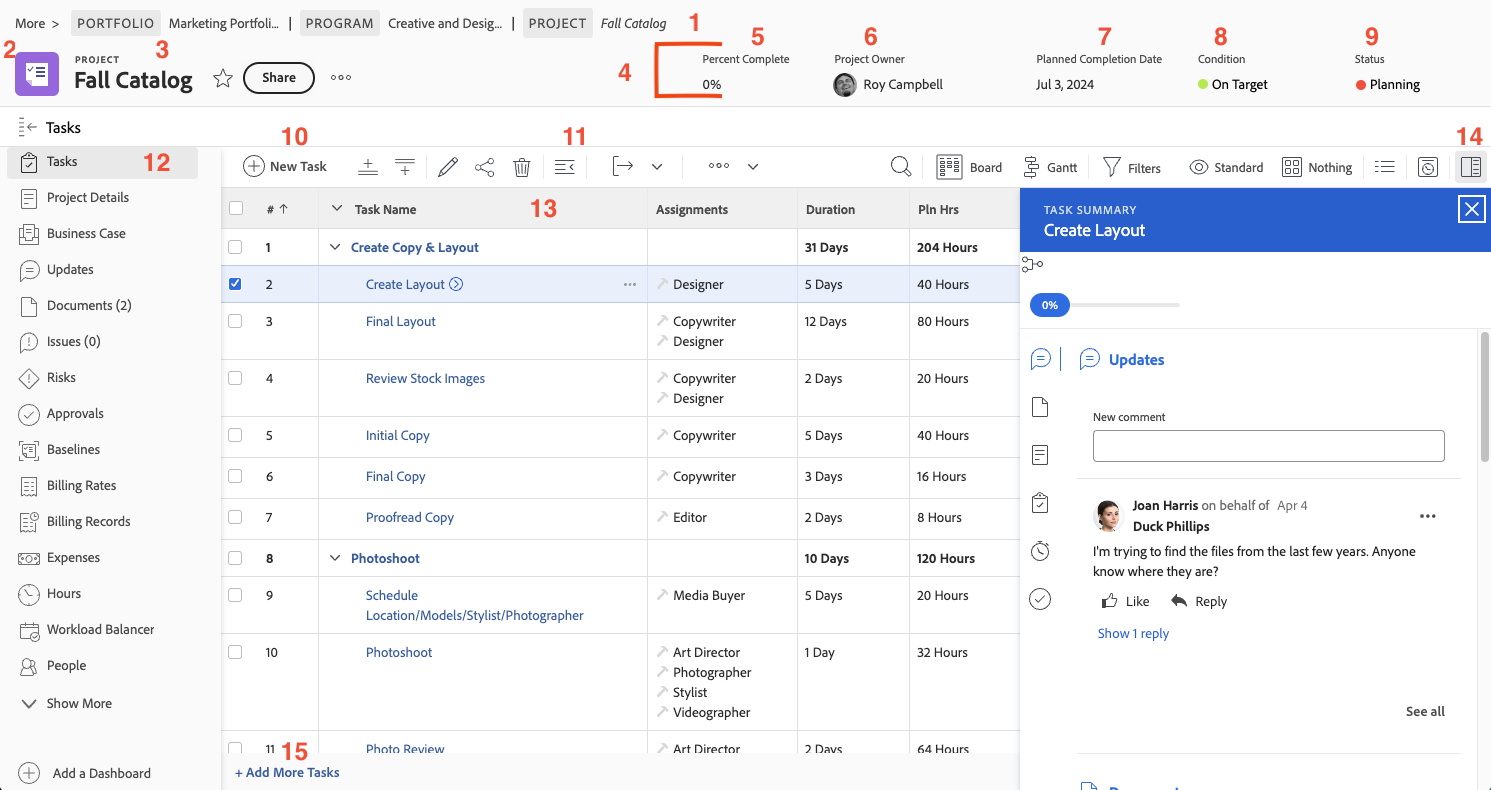 More > PORTFOLIO Marketing Portfoli... | PROGRAM Creative and Desig... | PROJECT Fall Catalog
1
2
3
4
5
6
7
8
9
PROJECT
Fall Catalog
Share
Percent Complete
0%
Project Owner
Roy Campbell
Planned Completion Date
Jul 3, 2024
Condition
On Target
Status
Planning
Tasks
10
11
12
14
Tasks
Project Details
Business Case
Updates
Documents (2)
Issues (0)
Risks
Approvals
Baselines
Billing Rates
Billing Records
Expenses
Hours
Workload Balancer
People
Show More
Add a Dashboard
New Task
Board
Gantt
Filters
Standard
Nothing
# ↑ Task Name 13 Assignments Duration Pln Hrs
1 Create Copy & Layout 31 Days 204 Hours
2 Create Layout Designer 5 Days 40 Hours
3 Final Layout Copywriter 12 Days 80 Hours
Designer
4 Review Stock Images Copywriter 2 Days 20 Hours
Designer
5 Initial Copy Copywriter 5 Days 40 Hours
6 Final Copy Copywriter 3 Days 16 Hours
7 Proofread Copy Editor 2 Days 8 Hours
8 Photoshoot 10 Days 120 Hours
9 Schedule Media Buyer 5 Days 20 Hours
Location/Models/Stylist/Photographer
10 Photoshoot Art Director 1 Day 32 Hours
Photographer
Stylist
Videographer
11 Photo Review Art Director 2 Days 64 Hours
15
+ Add More Tasks
TASK SUMMARY
Create Layout
0%
Updates
New comment
Joan Harris on behalf of Apr 4
Duck Phillips
I'm trying to find the files from the last few years. Anyone
know where they are?
Like Reply
Show 1 reply
See all